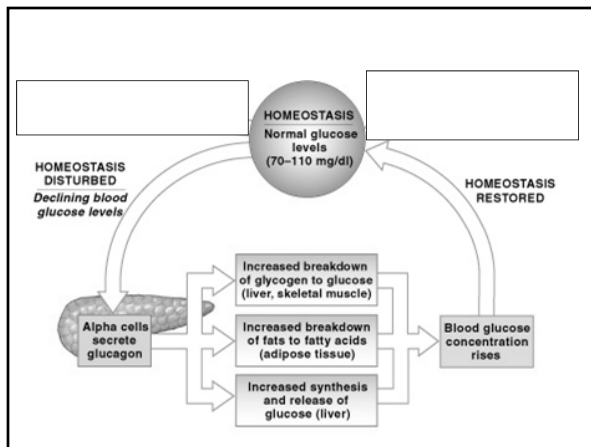 HOMEOSTASIS
Normal glucose
levels
(70–110 mg/dl)
HOMEOSTASIS
DISTURBED
Declining blood
glucose levels
HOMEOSTASIS
RESTORED
Alpha cells
secrete
glucagon
Increased breakdown
of glycogen to glucose
(liver, skeletal muscle)
Increased breakdown
of fats to fatty acids
(adipose tissue)
Increased synthesis
and release of
glucose (liver)
Blood glucose
concentration
rises